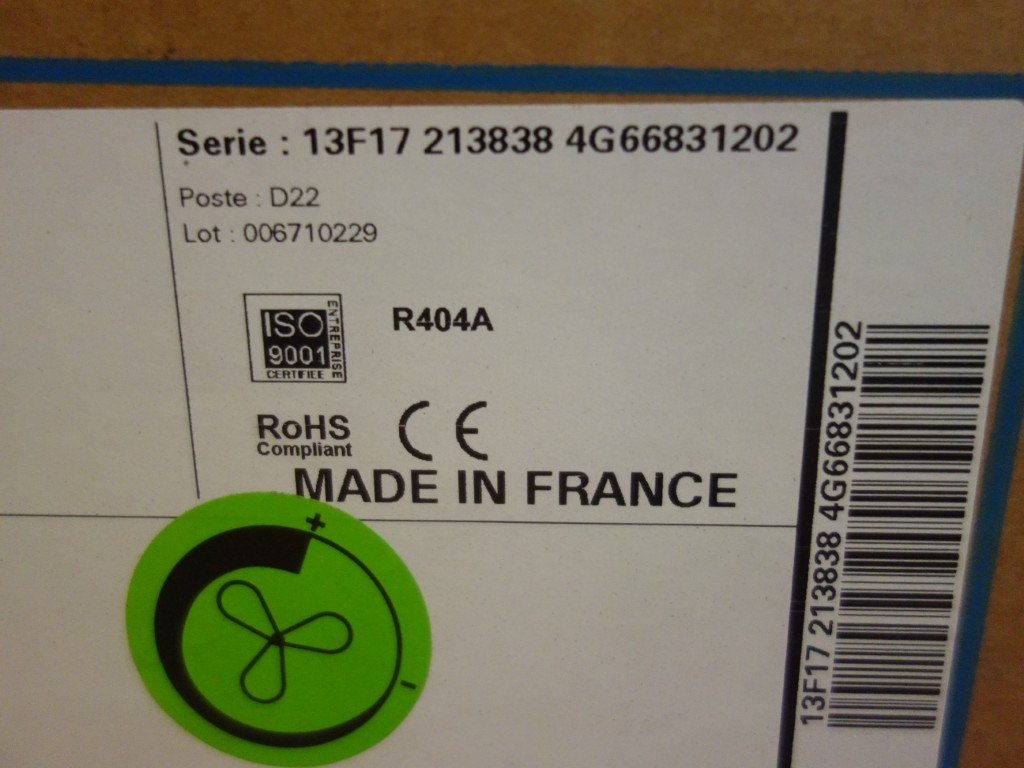 Serie : 13F17 213838 4G66831202
Poste : D22
Lot : 006710229
ISO
9001
CERTIFIEE
ENTREPRISE
R404A
RoHS
Compliant
CE
MADE IN FRANCE
+
-
13F17 213838 4G66831202